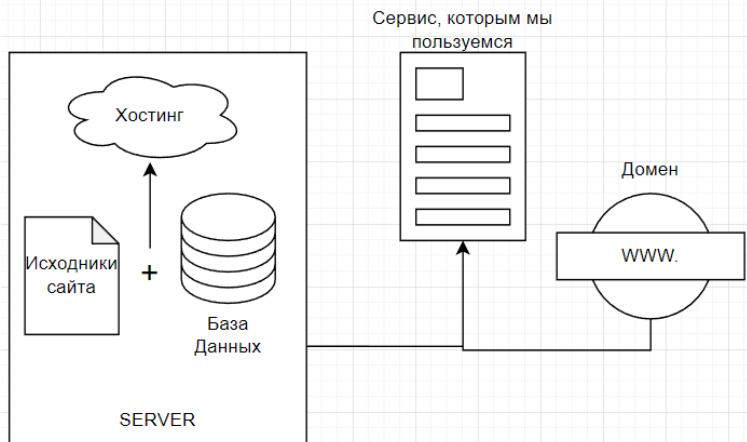 Сервис, которым мы
пользуемся
Хостинг
Домен
WWW.
Исходники
сайта
+
База
Данных
SERVER